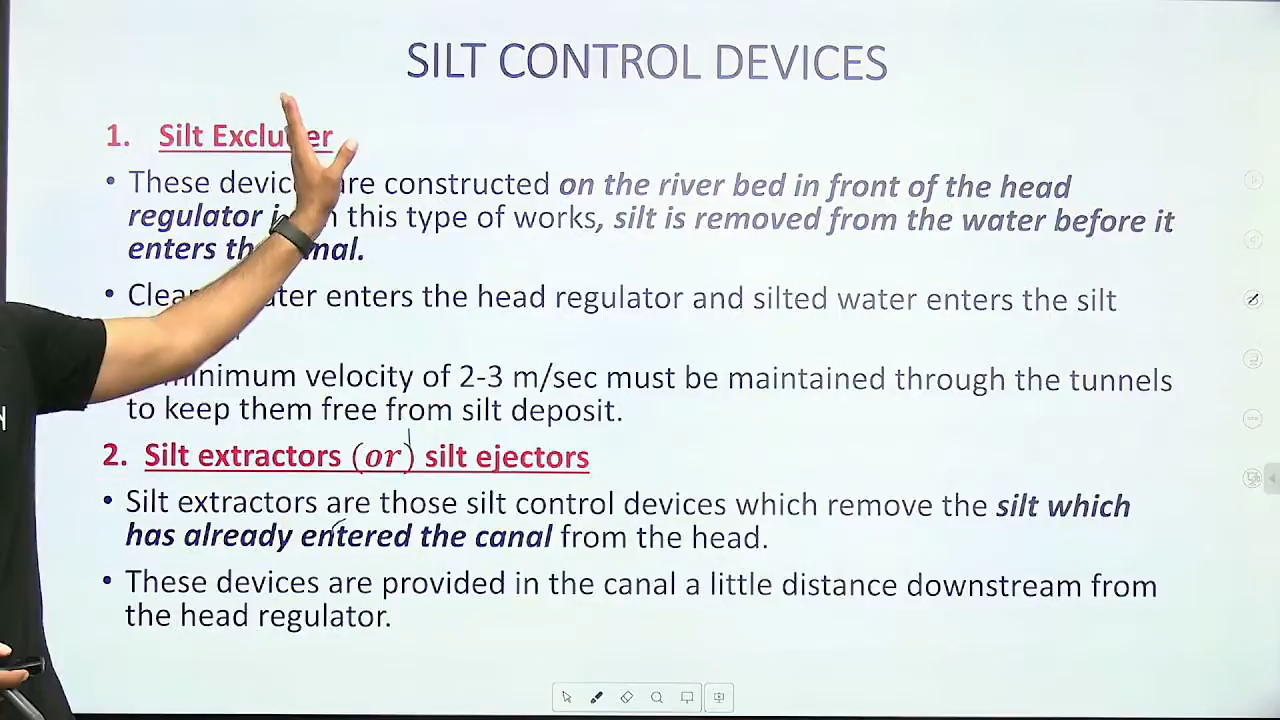 SILT CONTROL DEVICES
1. Silt Excluder
• These devices are constructed on the river bed in front of the head
regulator in this type of works, silt is removed from the water before it
enters the canal.
• Clear water enters the head regulator and silted water enters the silt
minimum velocity of 2-3 m/sec must be maintained through the tunnels
to keep them free from silt deposit.
2. Silt extractors (or) silt ejectors
• Silt extractors are those silt control devices which remove the silt which
has already entered the canal from the head.
• These devices are provided in the canal a little distance downstream from
the head regulator.